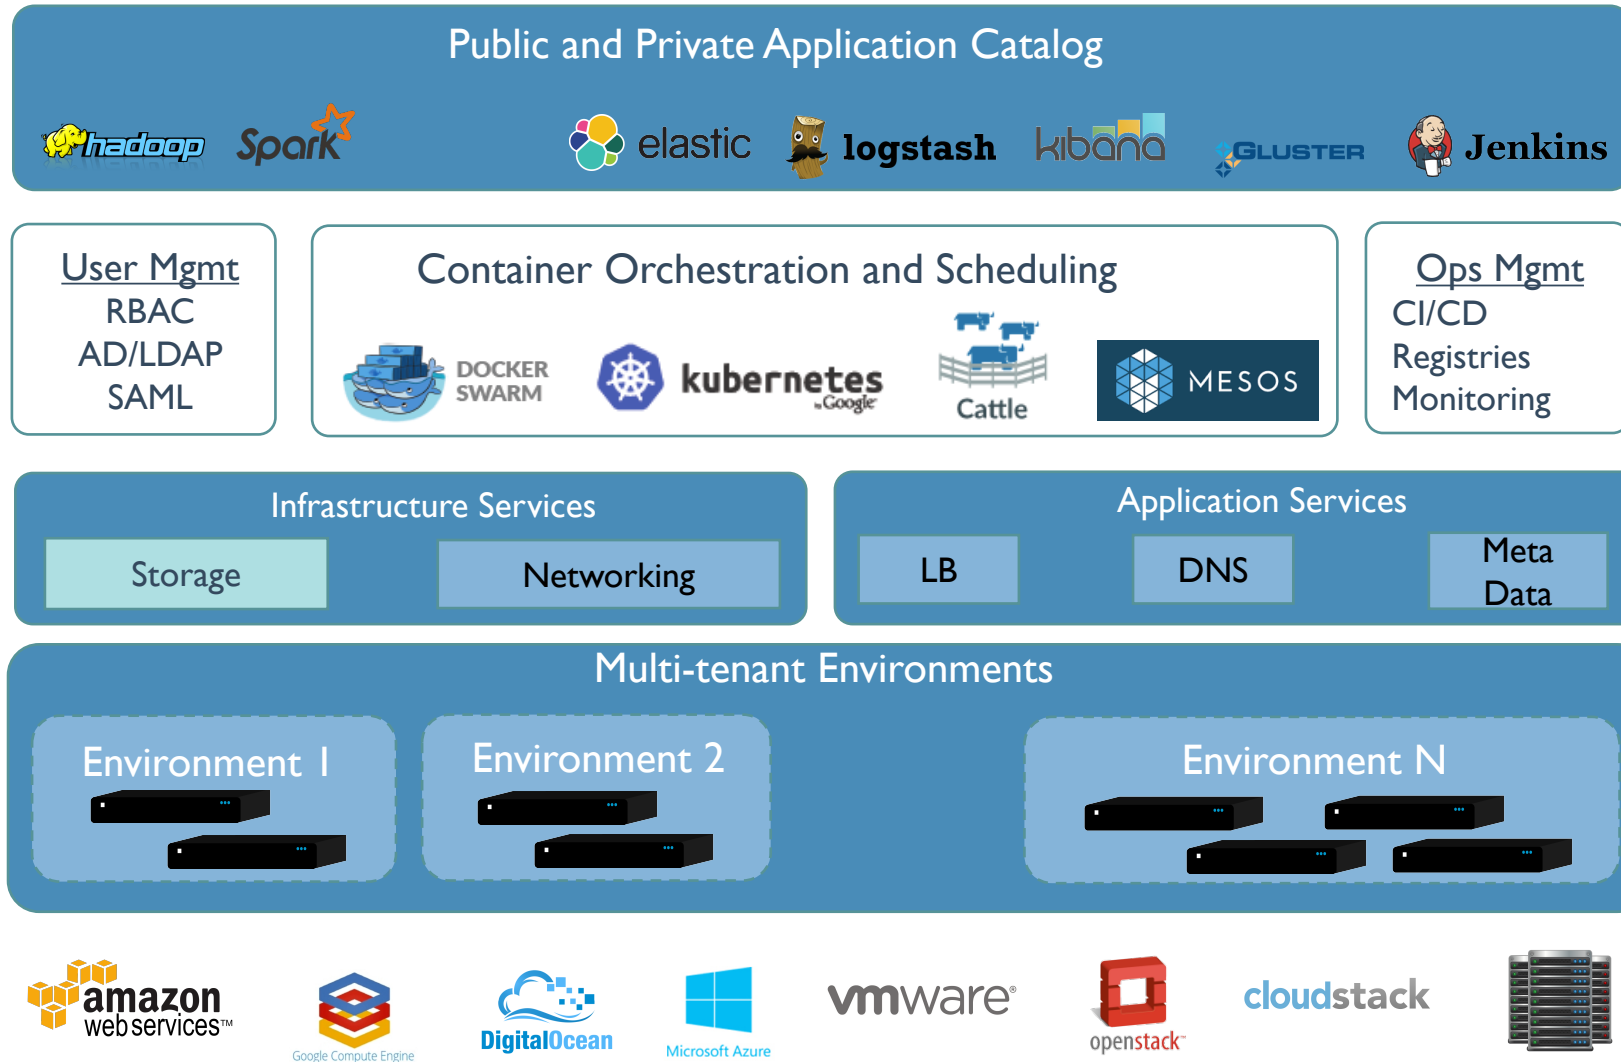 Public and Private Application Catalog
hadoop
Spark
elastic
logstash
kibana
GLUSTER
Jenkins
User Mgmt
RBAC
AD/LDAP
SAML
Container Orchestration and Scheduling
DOCKER
SWARM
kubernetes
by Google
Cattle
MESOS
Ops Mgmt
CI/CD
Registries
Monitoring
Infrastructure Services
Storage
Networking
Application Services
LB
DNS
Meta
Data
Multi-tenant Environments
Environment 1
Environment 2
Environment N
amazon
webservices™
Google Compute Engine
DigitalOcean
Microsoft Azure
vmware®
openstack™
cloudstack